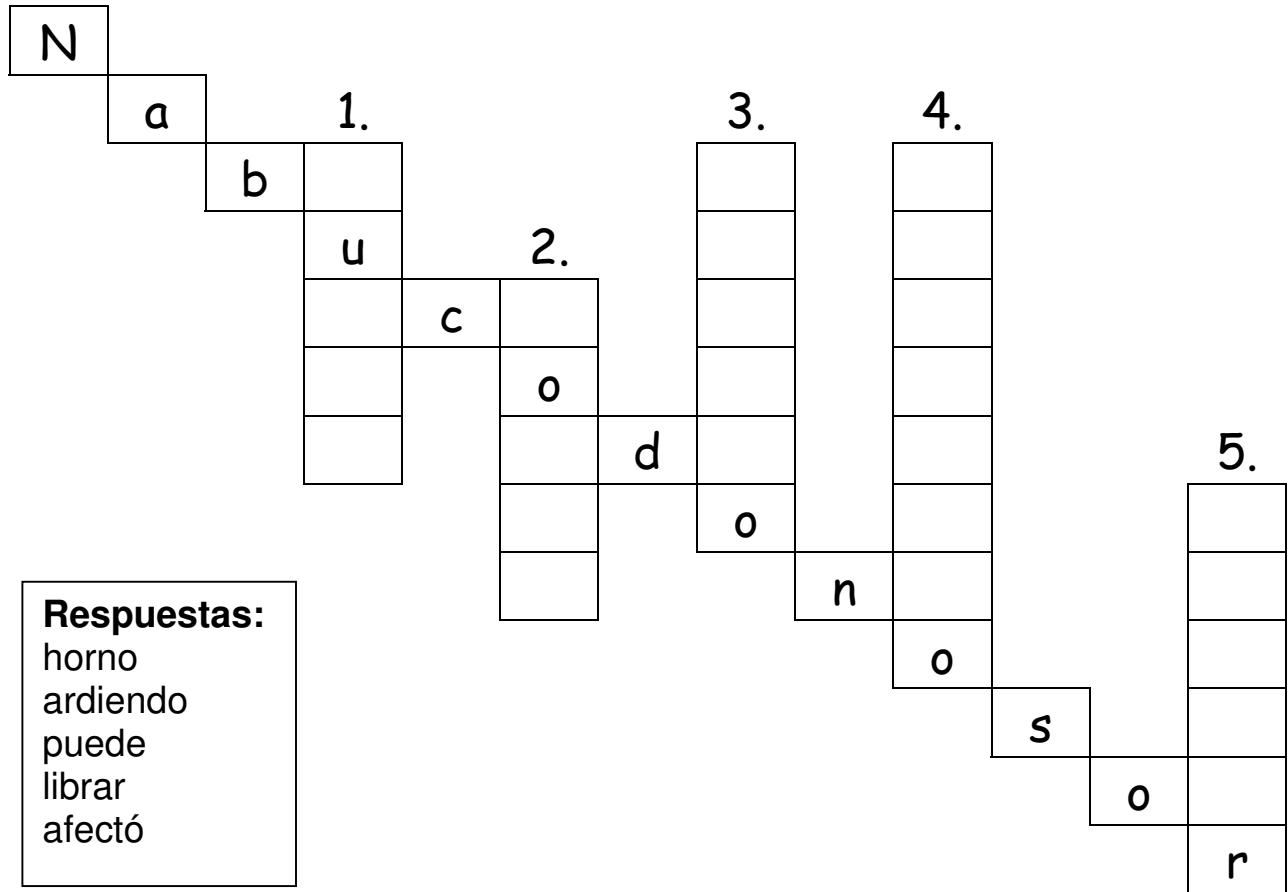 N
a 1. 3. 4.
b
u 2.
c
o
d 5.
o
n
o
s
o
r
Respuestas:
horno
ardiendo
puede
librar
afectó